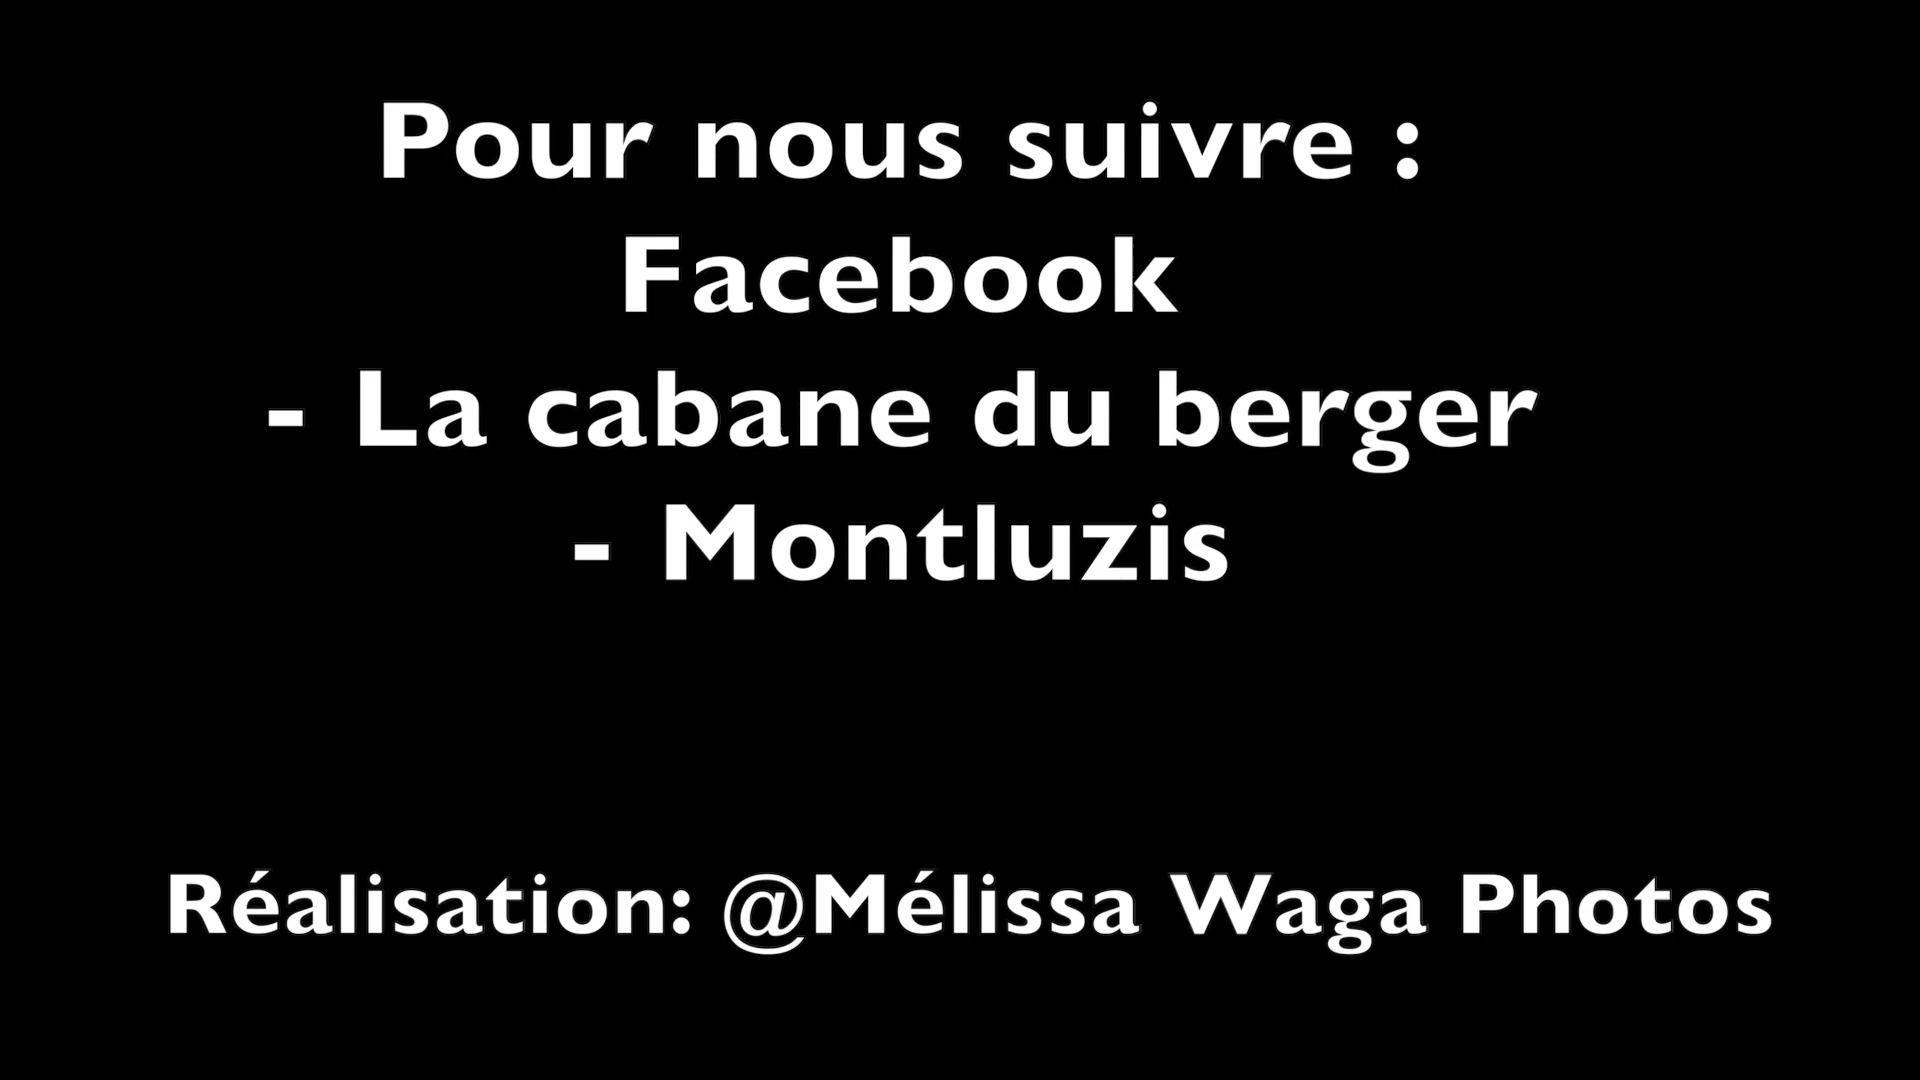 Pour nous suivre :
Facebook
- La cabane du berger
- Montluzis
Réalisation: @Mélissa Waga Photos